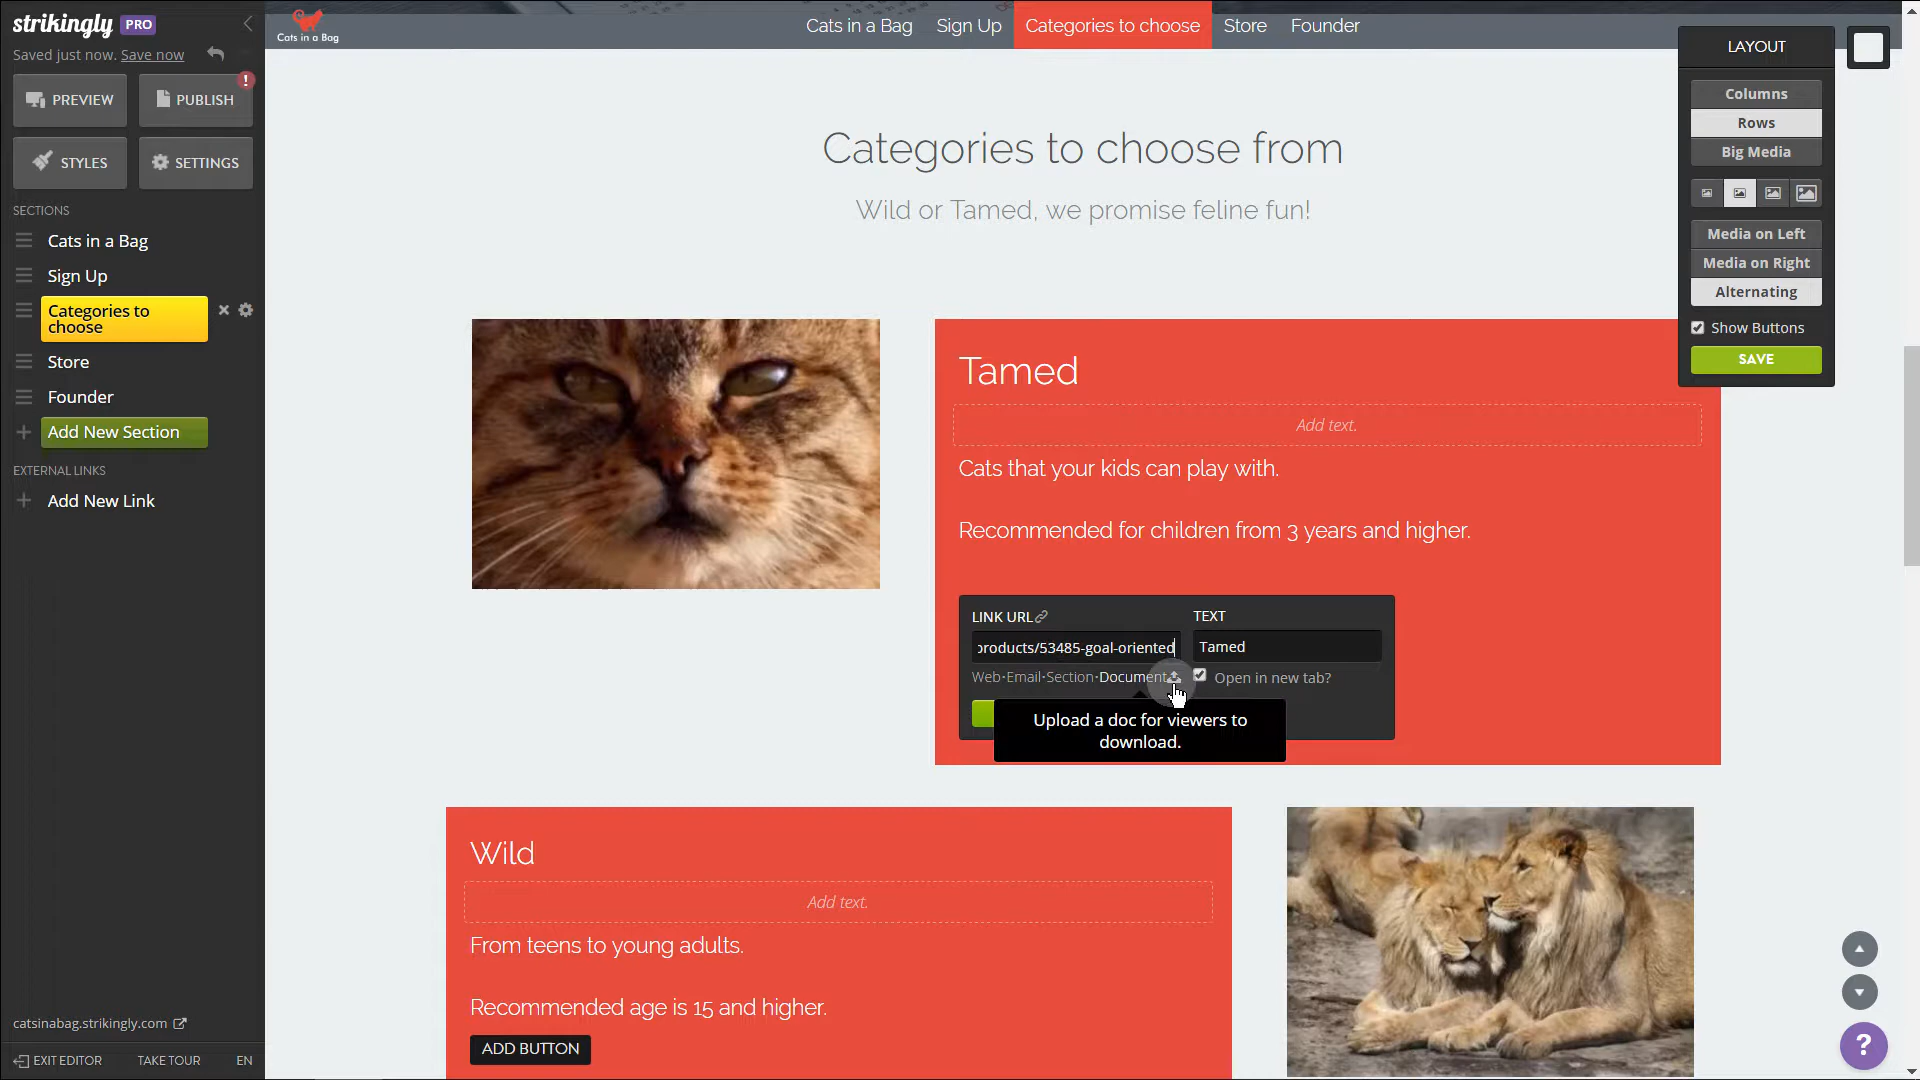 strikingly PRO
Saved just now. Save now
PREVIEW
PUBLISH
!
STYLES
SETTINGS
SECTIONS
Cats in a Bag
Sign Up
Categories to
choose
Store
Founder
Add New Section
EXTERNAL LINKS
Add New Link
catsinabag.strikingly.com
EXIT EDITOR
TAKE TOUR
EN
Cats in a Bag
Cats in a Bag
Sign Up
Categories to choose
Store
Founder
Categories to choose from
Wild or Tamed, we promise feline fun!
Tamed
Add text.
Cats that your kids can play with.
Recommended for children from 3 years and higher.
LINK URL
TEXT
products/53485-goal-oriented
Tamed
Web·Email·Section·Document
Open in new tab?
Upload a doc for viewers to
download.
Wild
Add text.
From teens to young adults.
Recommended age is 15 and higher.
ADD BUTTON
LAYOUT
Columns
Rows
Big Media
Media on Left
Media on Right
Alternating
Show Buttons
SAVE
?